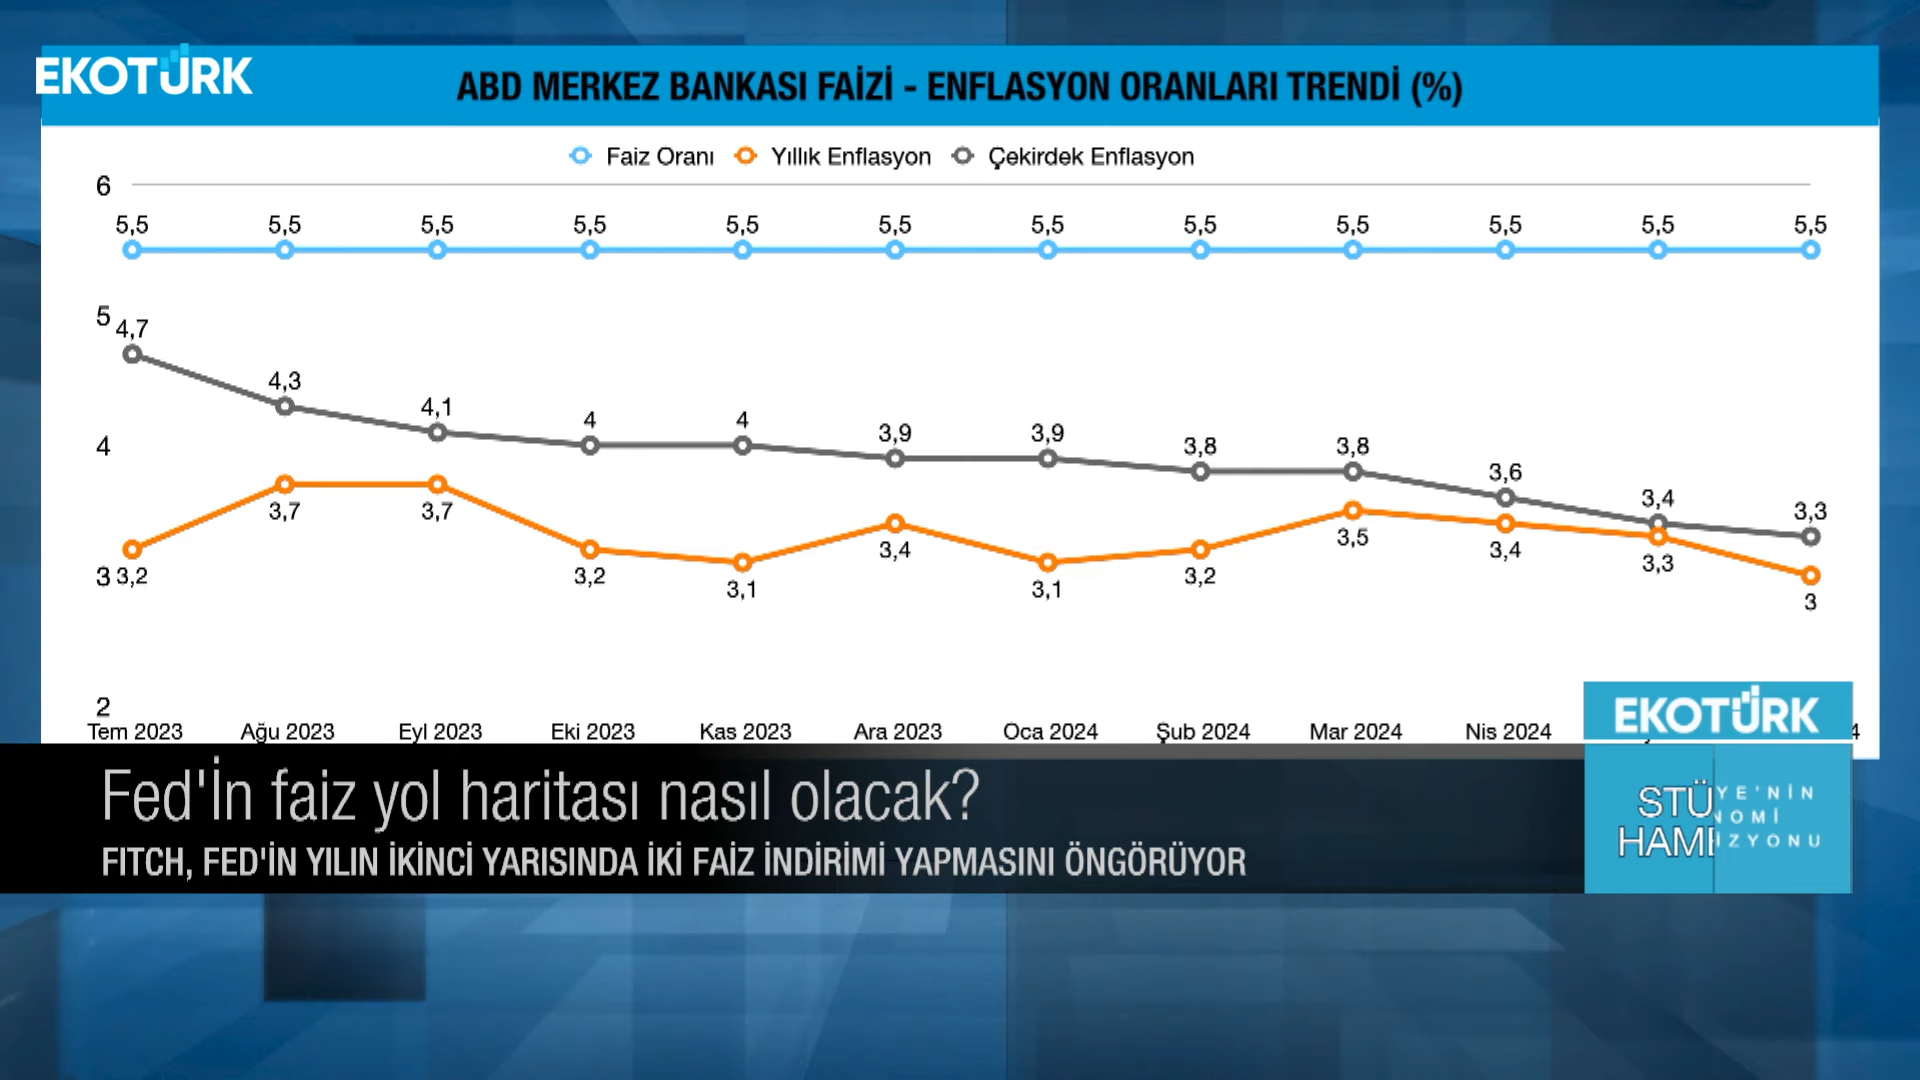 EKOTÜRK
ABD MERKEZ BANKASI FAİZİ - ENFLASYON ORANLARI TRENDİ (%)
Faiz Oranı Yıllık Enflasyon Çekirdek Enflasyon
6
5,5 5,5 5,5 5,5 5,5 5,5 5,5 5,5 5,5 5,5 5,5 5,5
5
4,7 4,3 4,1 4 4 3,9 3,9 3,8 3,8 3,6 3,4 3,3
4
3
3,2 3,7 3,7 3,2 3,1 3,4 3,1 3,2 3,5 3,4 3,3 3
2
Tem 2023 Ağu 2023 Eyl 2023 Eki 2023 Kas 2023 Ara 2023 Oca 2024 Şub 2024 Mar 2024 Nis 2024
EKOTÜRK
Fed'İn faiz yol haritası nasıl olacak?
FITCH, FED'İN YILIN İKİNCİ YARISINDA İKİ FAİZ İNDİRİMİ YAPMASINI ÖNGÖRÜYOR